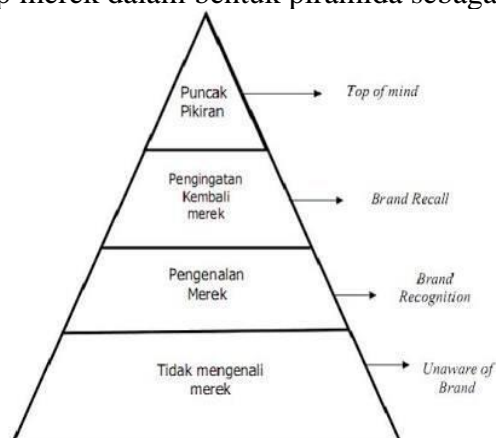 merek dalam bentuk piramida
Puncak
Pikiran
Top of mind
Pengingatan
Kembali
merek
Brand Recall
Pengenalan
Merek
Brand
Recognition
Tidak mengenali
merek
Unaware of
Brand